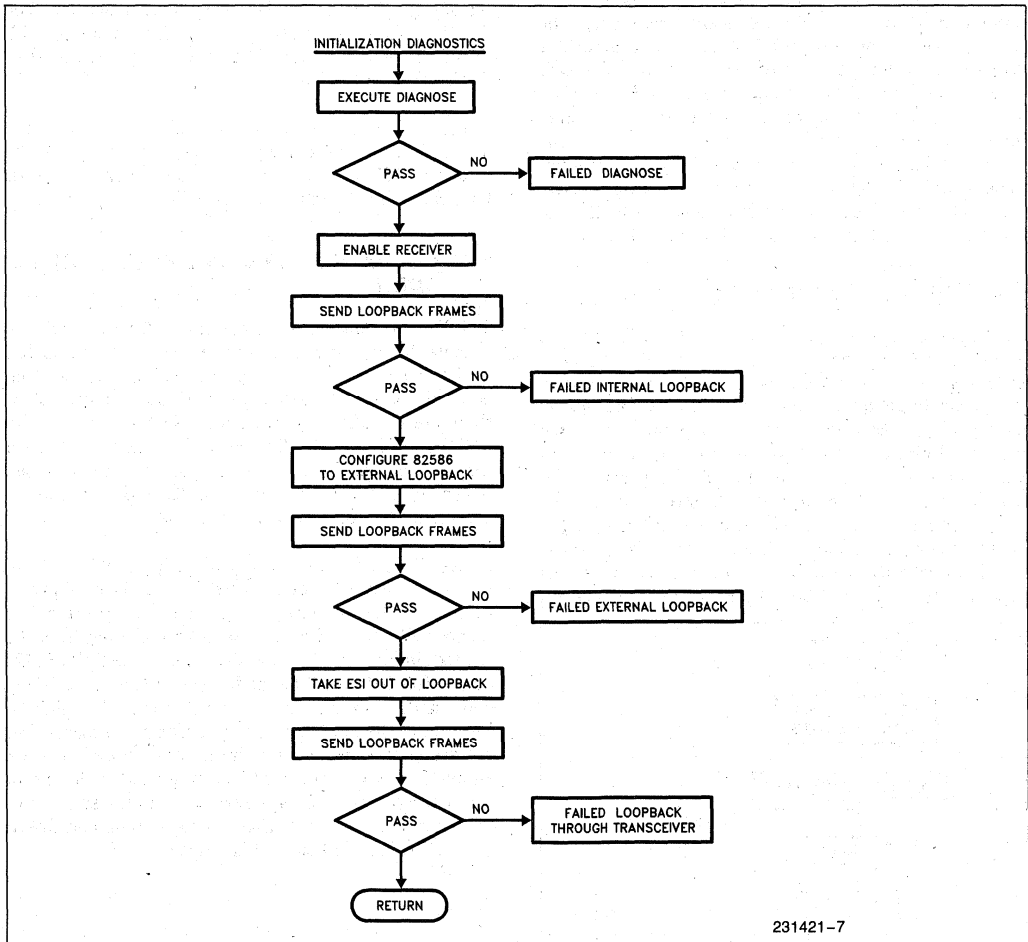 INITIALIZATION DIAGNOSTICS
EXECUTE DIAGNOSE
PASS
NO
FAILED DIAGNOSE
ENABLE RECEIVER
SEND LOOPBACK FRAMES
PASS
NO
FAILED INTERNAL LOOPBACK
CONFIGURE 82586
TO EXTERNAL LOOPBACK
SEND LOOPBACK FRAMES
PASS
NO
FAILED EXTERNAL LOOPBACK
TAKE ESI OUT OF LOOPBACK
SEND LOOPBACK FRAMES
PASS
NO
FAILED LOOPBACK
THROUGH TRANSCEIVER
RETURN
231421-7